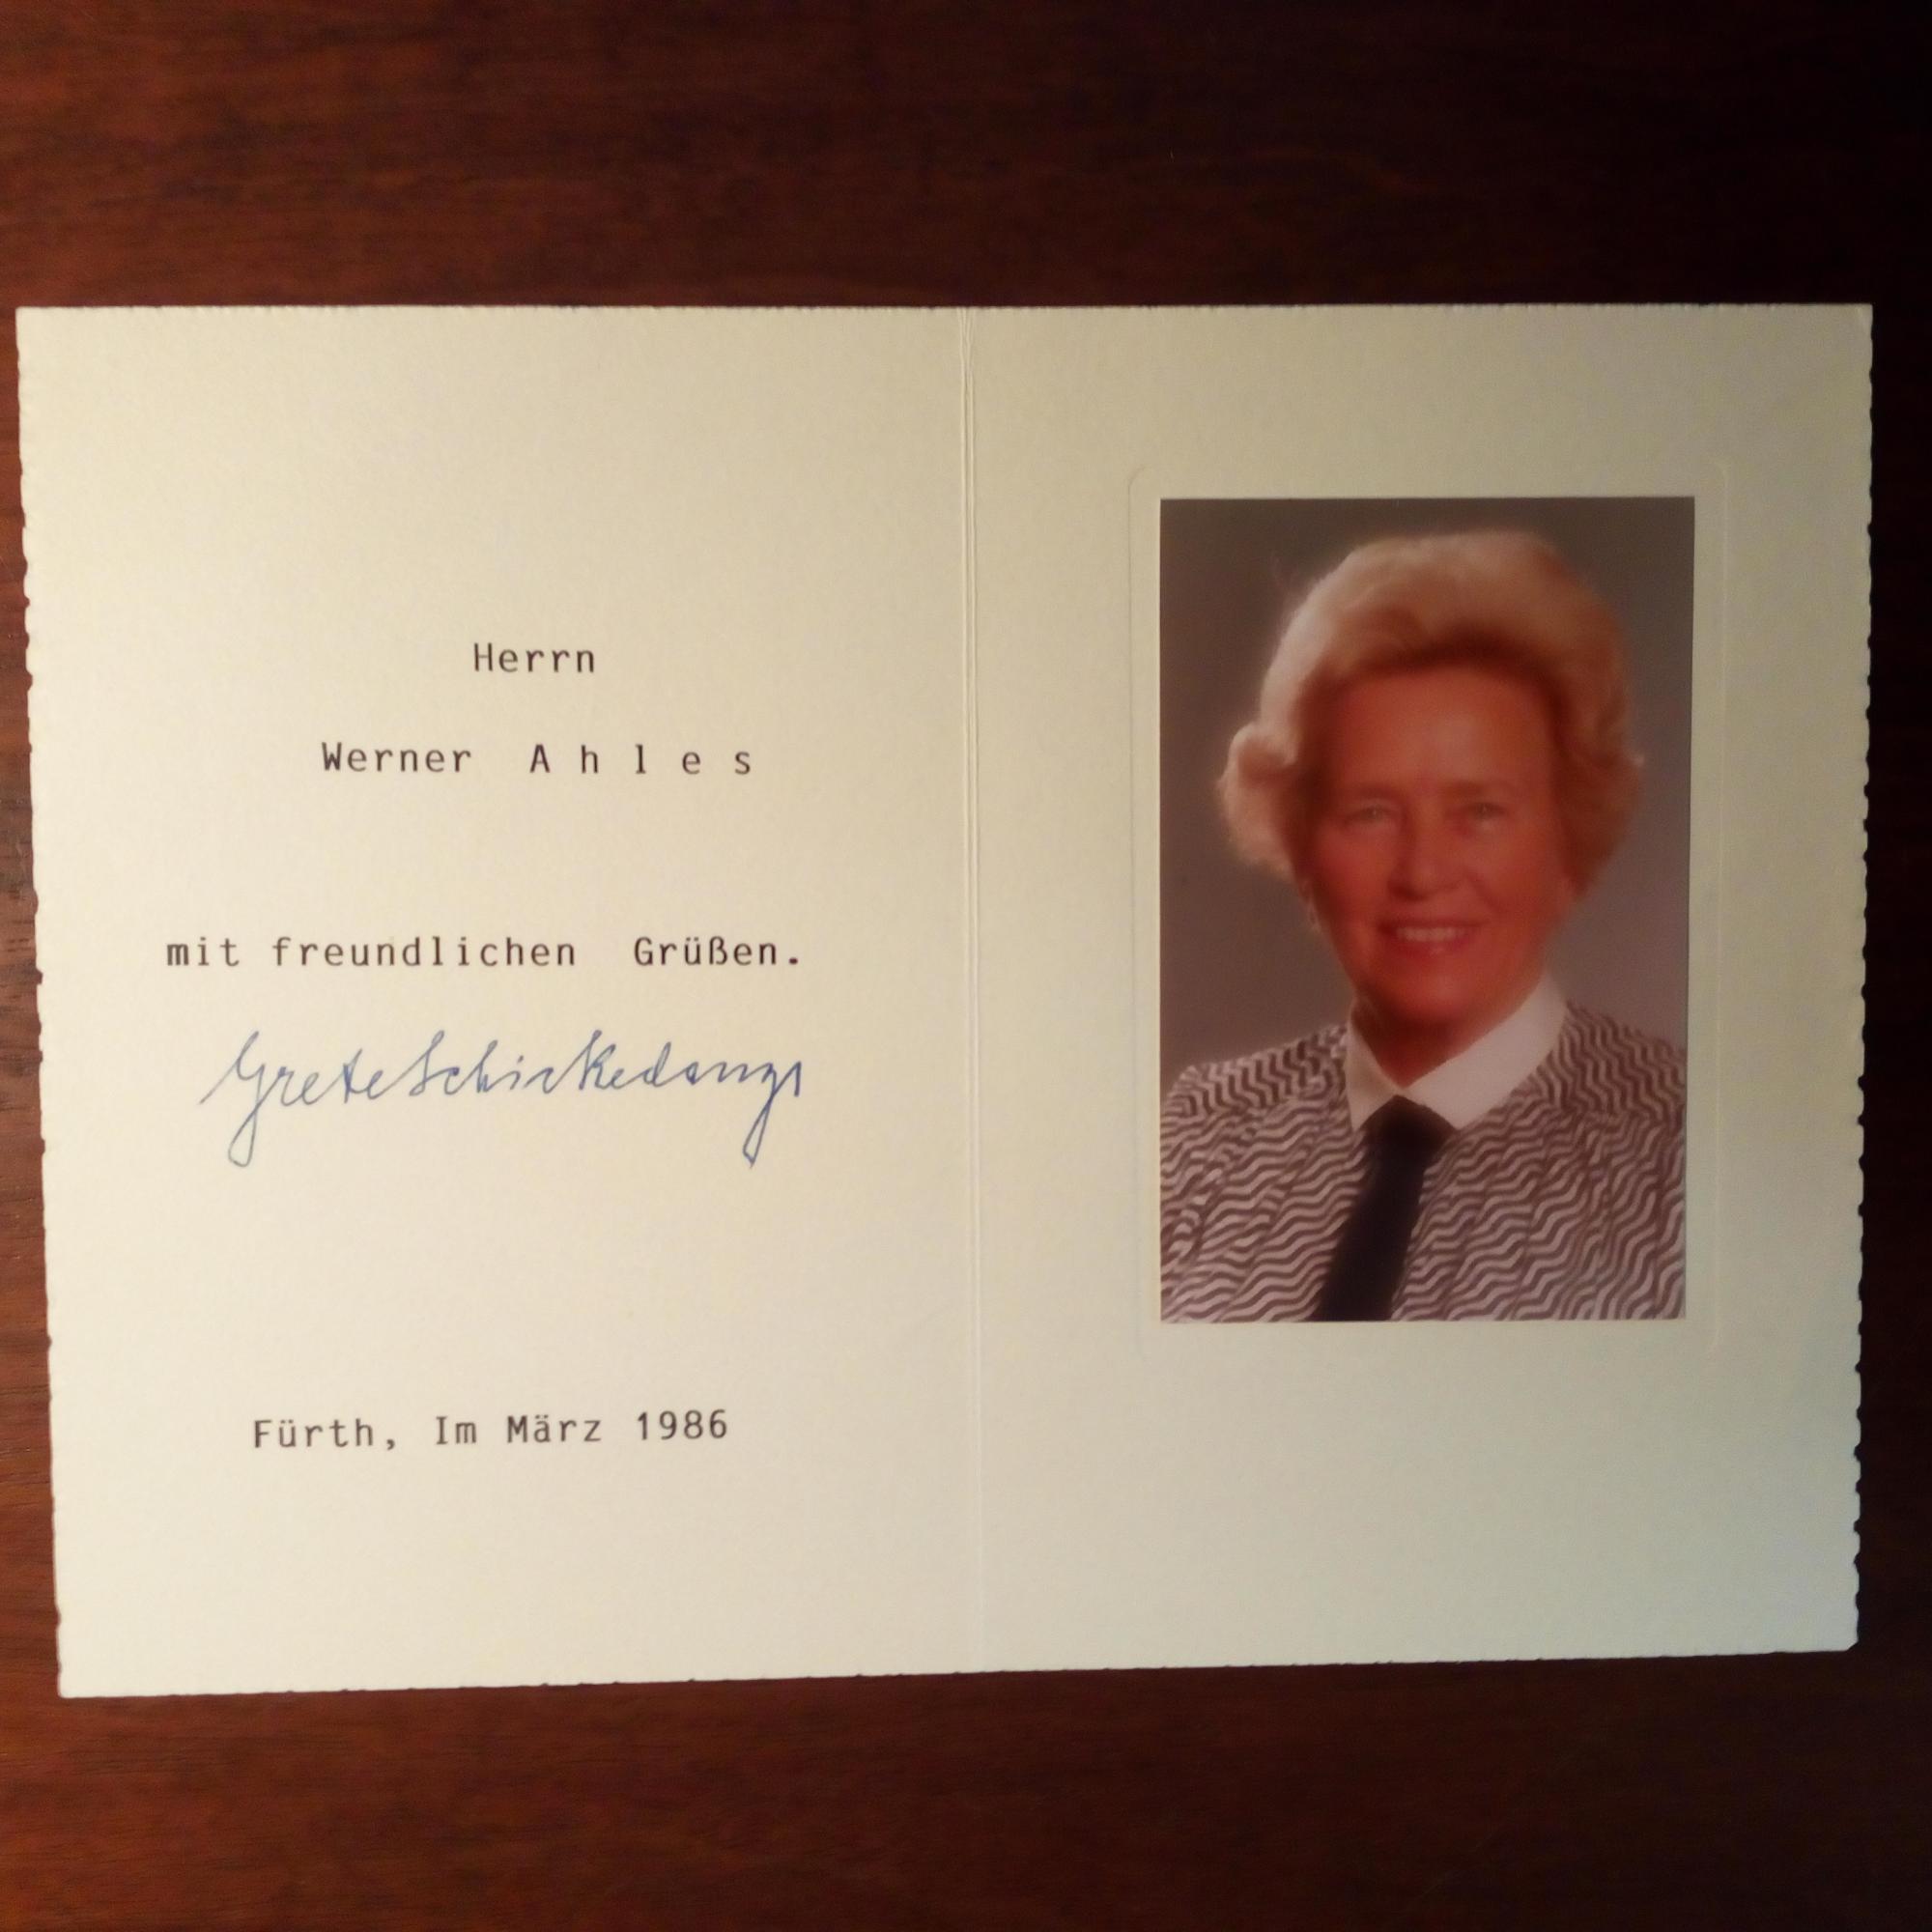 Herrn
Werner A h l e s
mit freundlichen Grüßen.
Grete Schickedanz
Fürth, Im März 1986